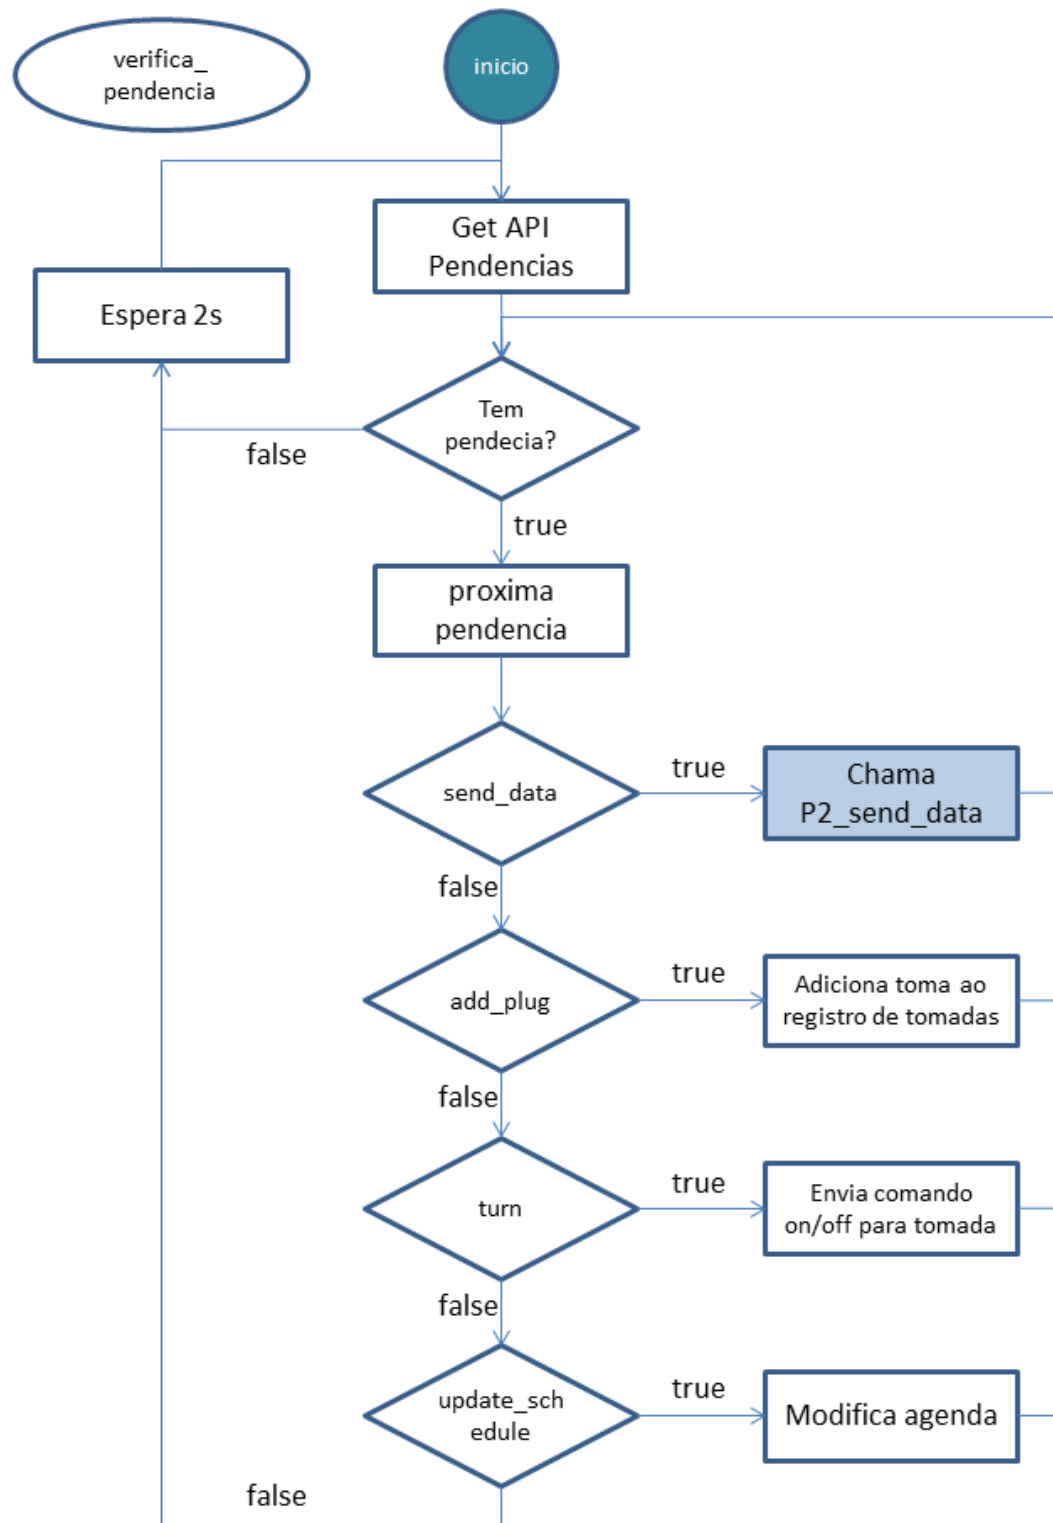 verifica_
pendencia
inicio
Get API
Pendencias
Espera 2s
Tem
pendecia?
false
true
proxima
pendencia
send_data
true
Chama
P2_send_data
false
add_plug
true
Adiciona toma ao
registro de tomadas
false
turn
true
Envia comando
on/off para tomada
false
update_sch
edule
true
Modifica agenda
false